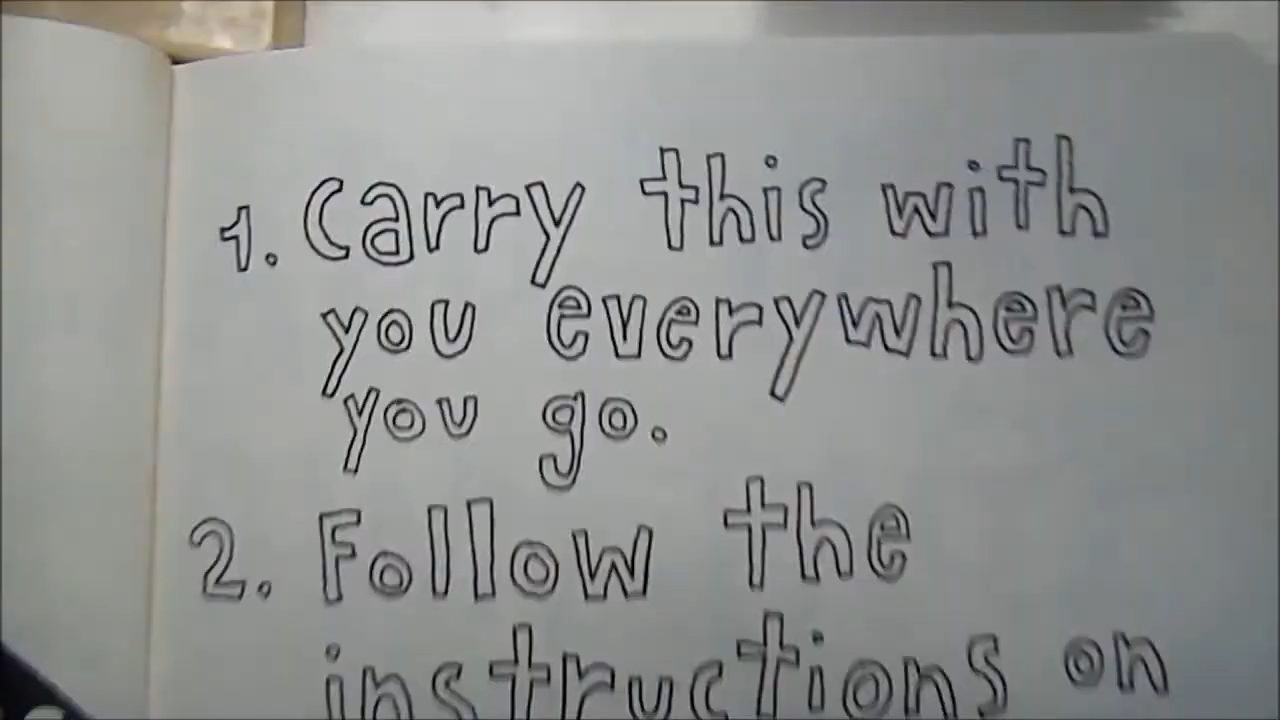 1. Carry this with
you everywhere
you go.
2. Follow the
instructions on